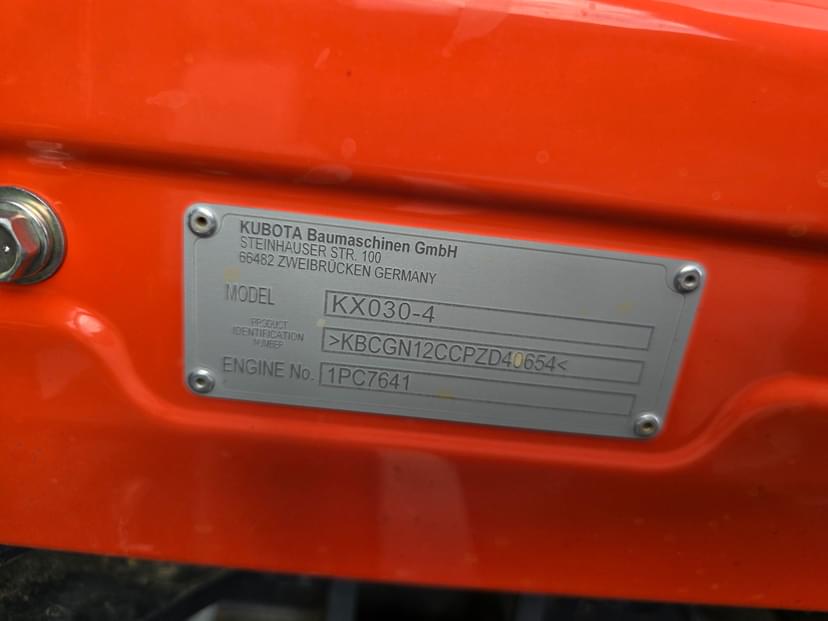 KUBOTA Baumaschinen GmbH
STEINHAUSER STR. 100
66482 ZWEIBRÜCKEN GERMANY
MODEL KX030-4
PRODUCT
IDENTIFICATION
NUMBER
>KBCGN12CCPZD40654<
ENGINE No. 1PC7641